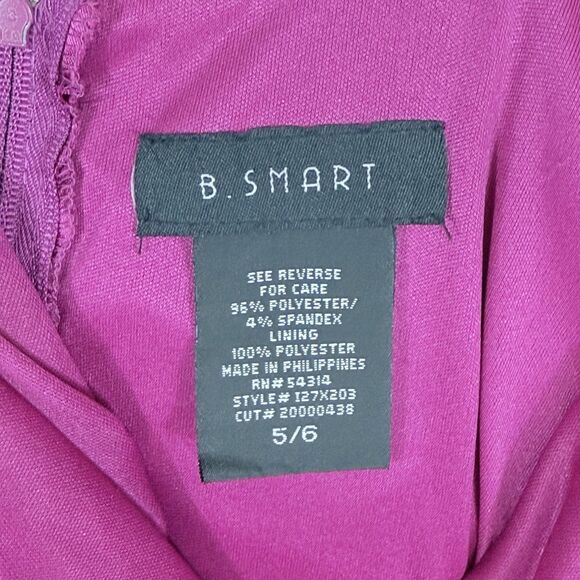 B. SMART
SEE REVERSE
FOR CARE
96% POLYESTER/
4% SPANDEX
LINING
100% POLYESTER
MADE IN PHILIPPINES
RN# 54314
STYLE# I27X203
CUT# 20000438
5/6